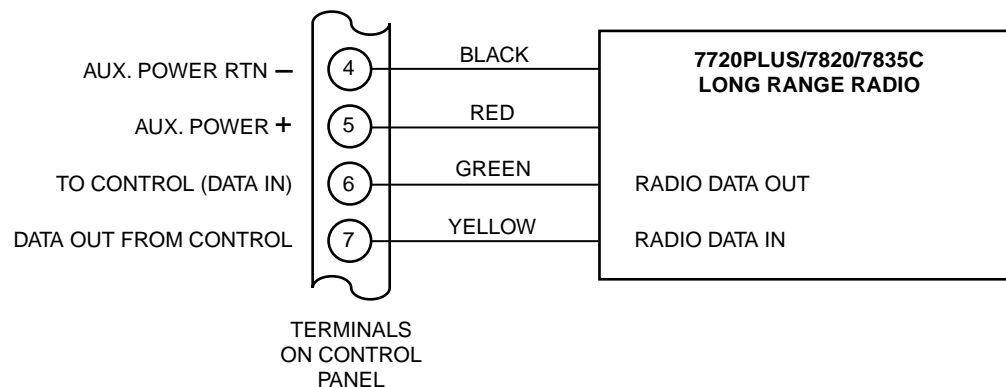 AUX. POWER RTN –
4
BLACK
7720PLUS/7820/7835C
LONG RANGE RADIO
AUX. POWER +
5
RED
TO CONTROL (DATA IN)
6
GREEN
RADIO DATA OUT
DATA OUT FROM CONTROL
7
YELLOW
RADIO DATA IN
TERMINALS
ON CONTROL
PANEL